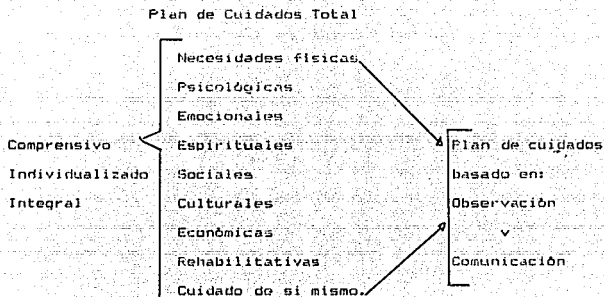 Plan de Cuidados Total
Necesidades físicas
Psicológicas
Emocionales
Comprensivo Espirituales Plan de cuidados
Individualizado Sociales basado en:
Integral Culturales Observación
Económicas y
Rehabilitativas Comunicación
Cuidado de si mismo.